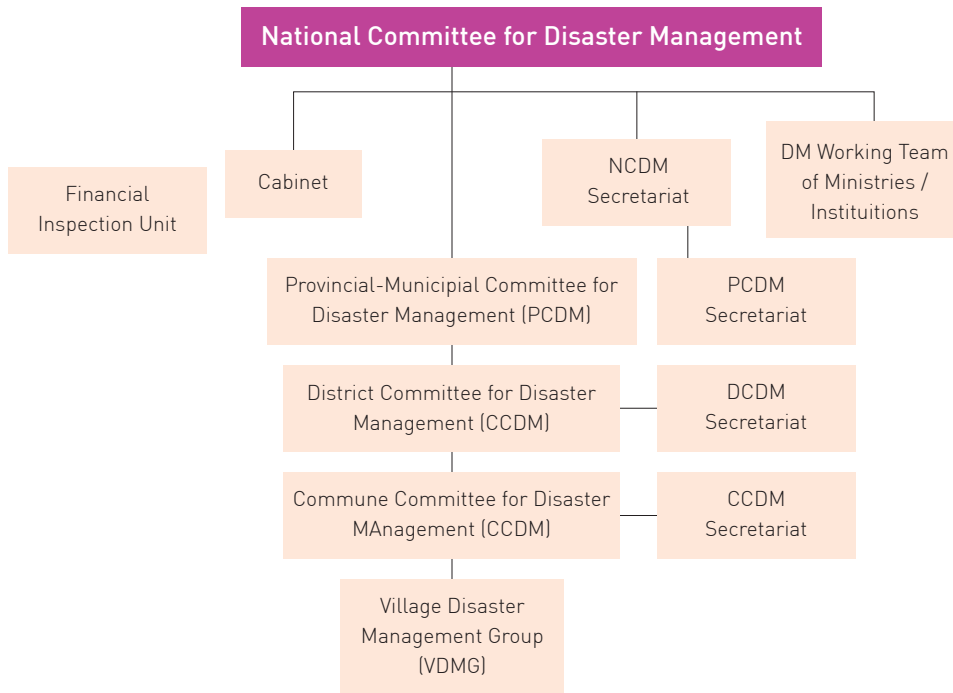 National Committee for Disaster Management
Financial
Inspection Unit
Cabinet
NCDM
Secretariat
DM Working Team
of Ministries /
Instituitions
Provincial-Municipial Committee for
Disaster Management (PCDM)
PCDM
Secretariat
District Committee for Disaster
Management (CCDM)
DCDM
Secretariat
Commune Committee for Disaster
MAnagement (CCDM)
CCDM
Secretariat
Village Disaster
Management Group
(VDMG)